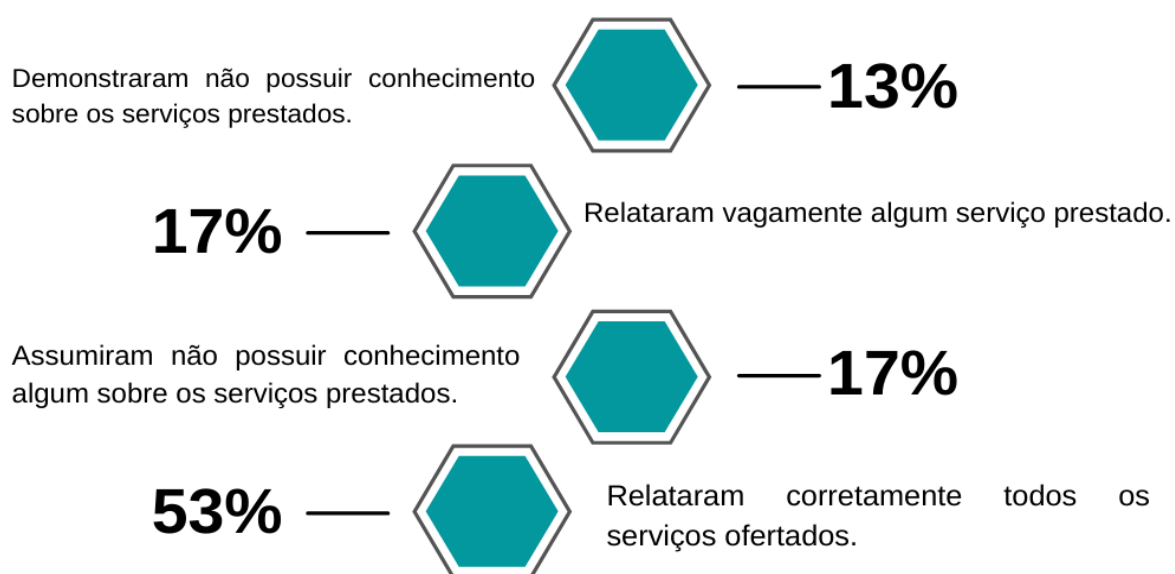 Demonstraram não possuir conhecimento
sobre os serviços prestados.
13%
17%
Relataram vagamente algum serviço prestado.
Assumiram não possuir conhecimento
algum sobre os serviços prestados.
17%
53%
Relataram corretamente todos os
serviços ofertados.